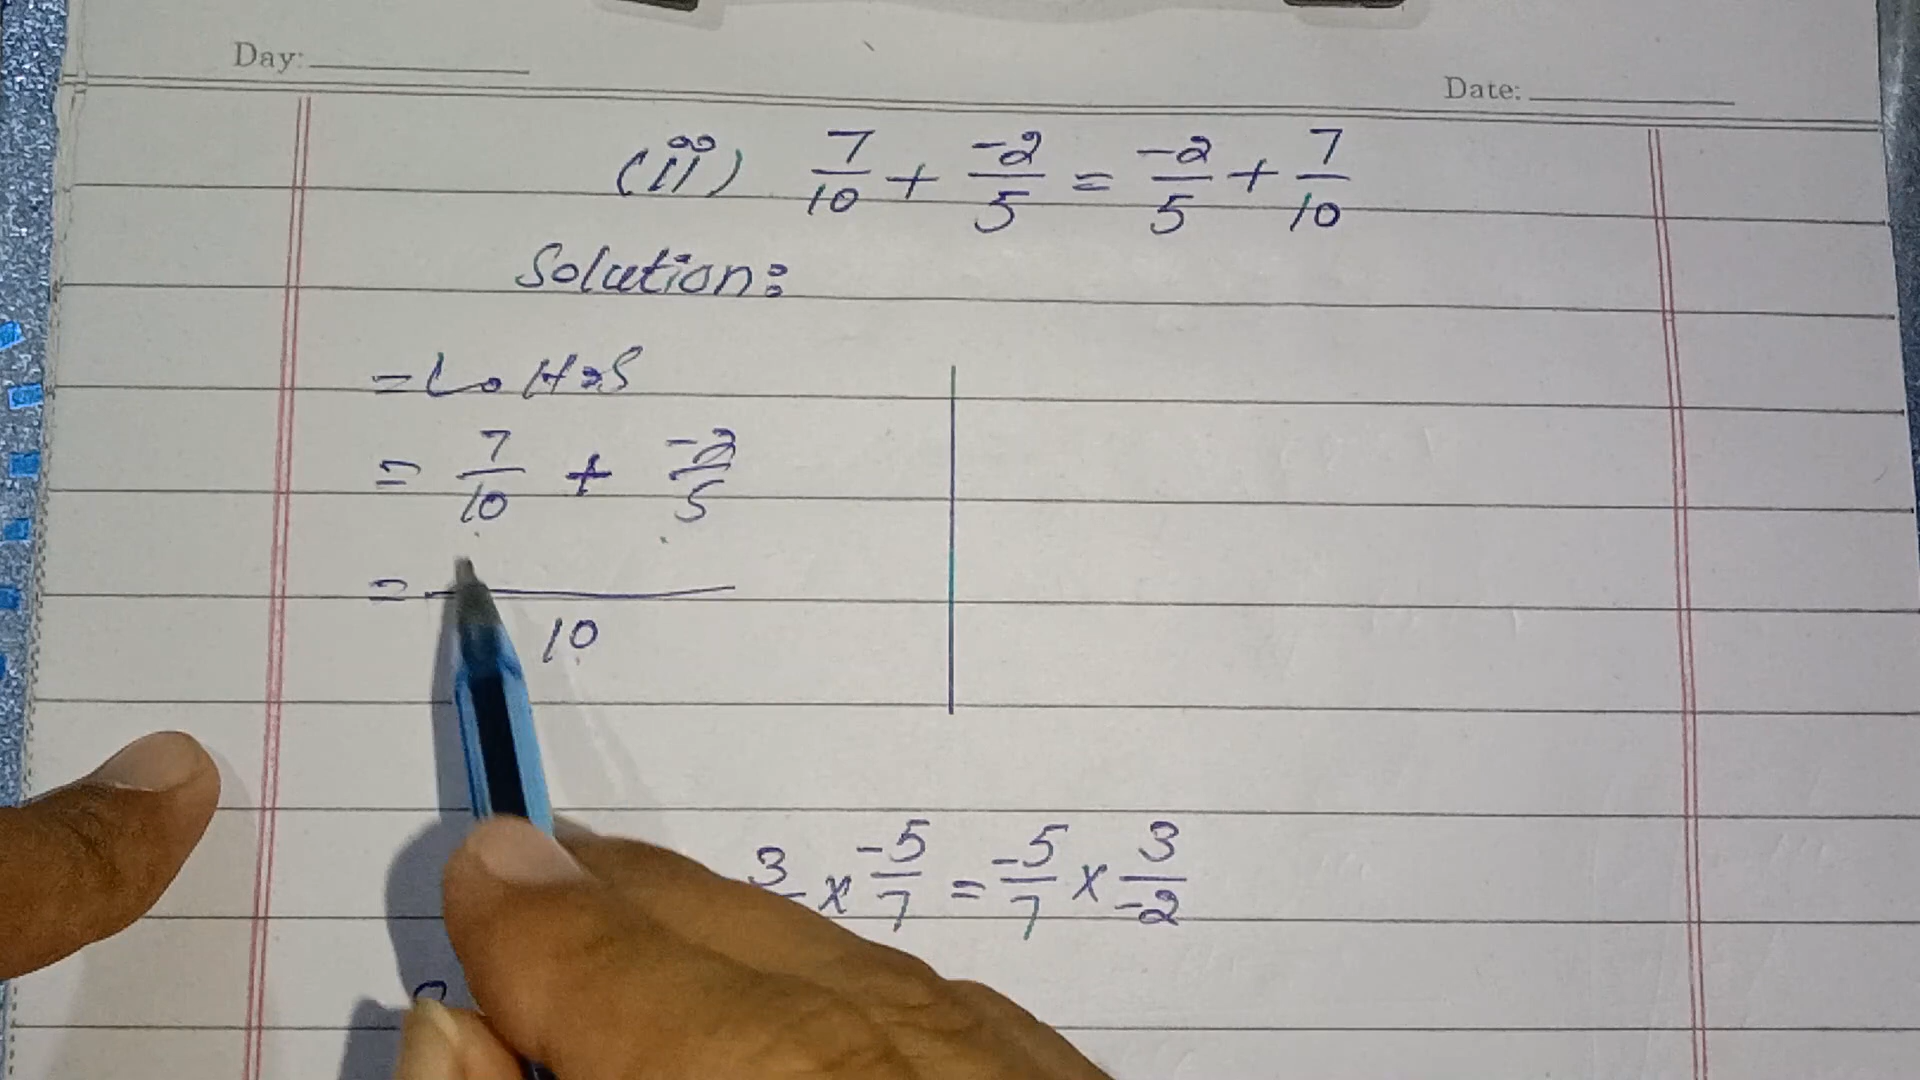 Day: Date:
(ii) 7/10 + -2/5 = -2/5 + 7/10
Solution:
= L.H.S
= 7/10 + -2/5
= /10
3/ × -5/7 = -5/7 × 3/-2